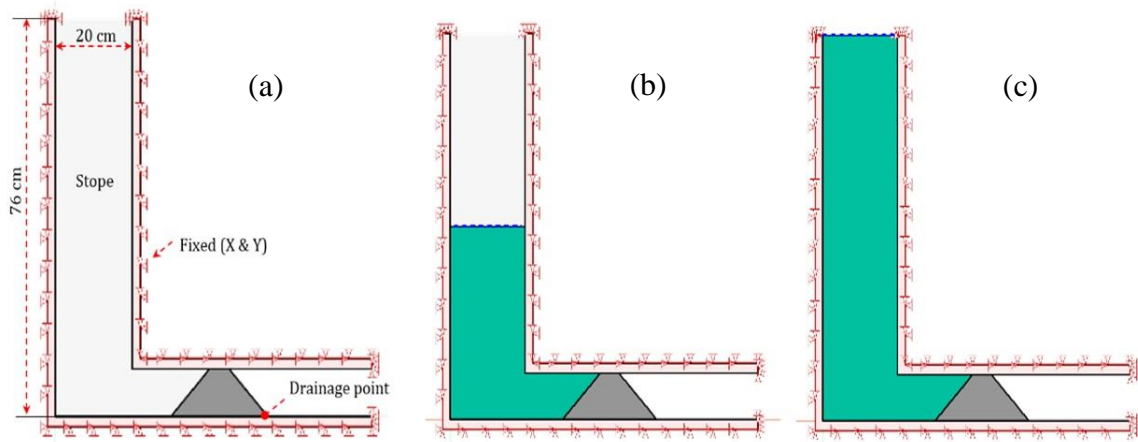 20 cm
(a)
(b)
(c)
76 cm
Stope
Fixed (X & Y)
Drainage point